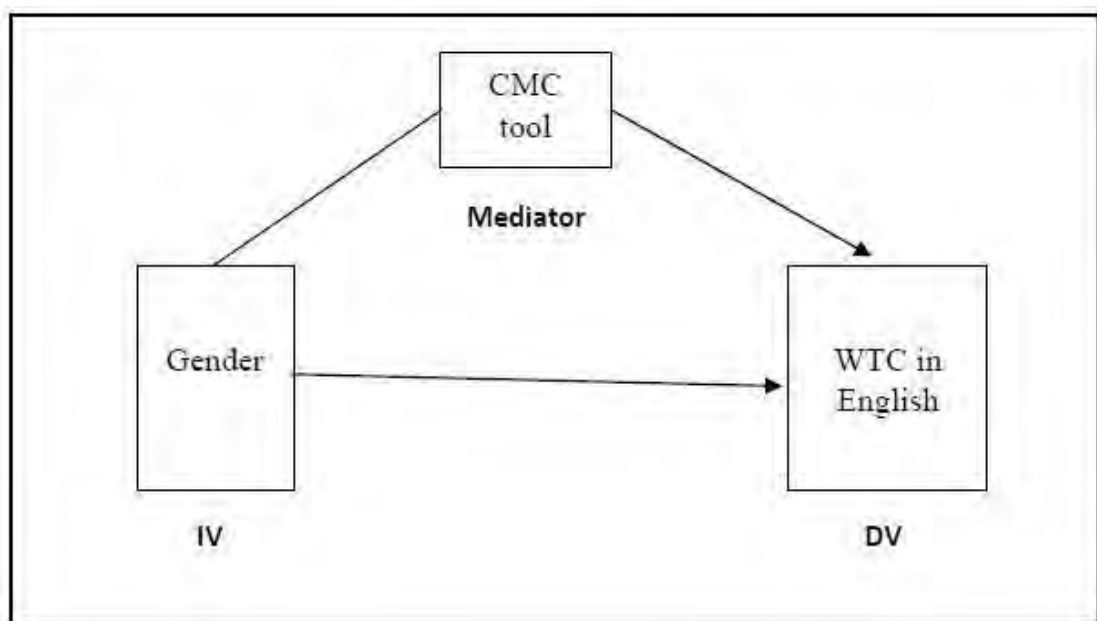 CMC
tool
Mediator
Gender
WTC in
English
IV
DV